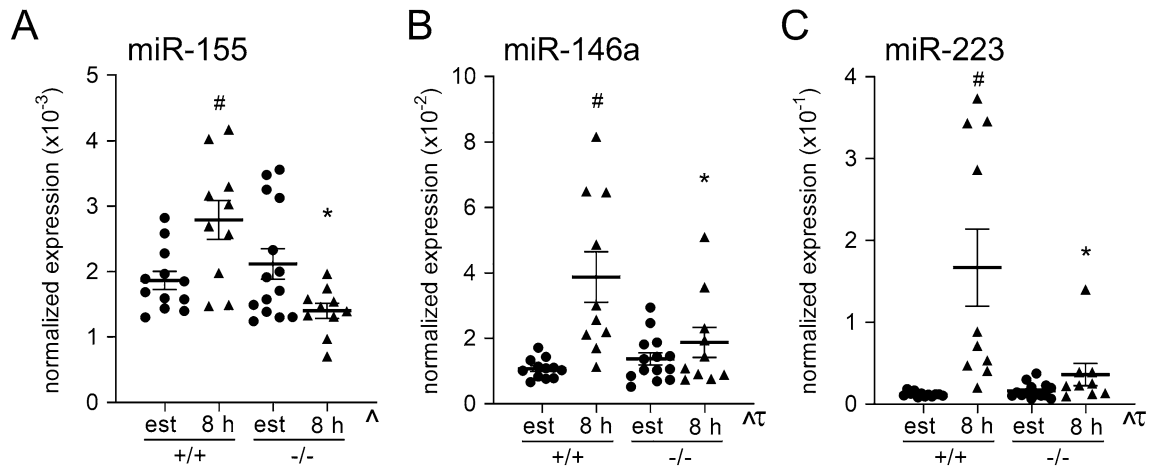 A
B
C
miR-155
miR-146a
miR-223
normalized expression (x10-3)
5
4
3
2
1
0
#
*
est
8 h
est
8 h
^
+/+
-/-
normalized expression (x10-2)
10
8
6
4
2
0
#
*
est
8 h
est
8 h
^τ
+/+
-/-
normalized expression (x10-1)
4
3
2
1
0
#
*
est
8 h
est
8 h
^τ
+/+
-/-